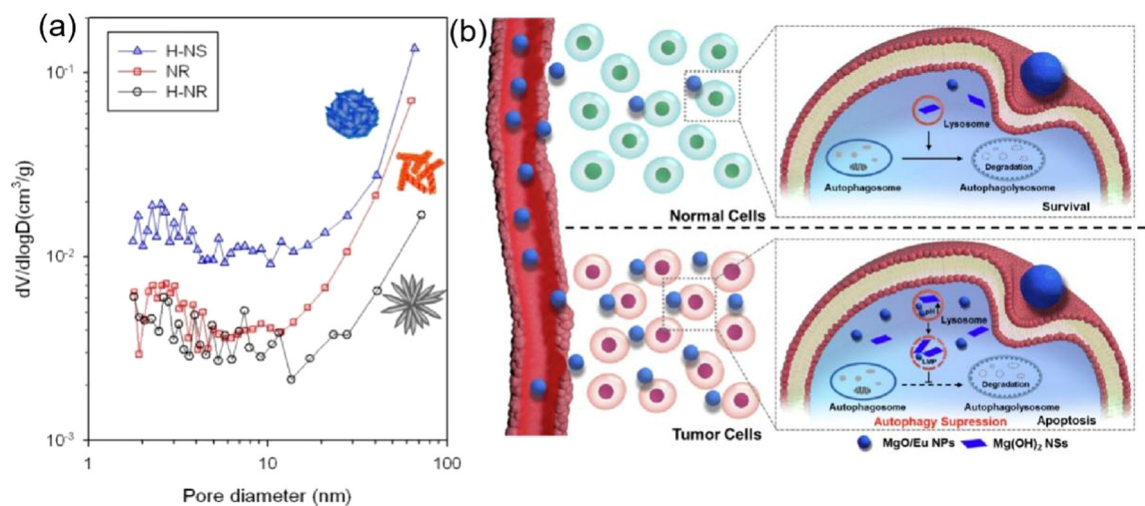 (a)
H-NS
NR
H-NR
10⁻¹
10⁻²
10⁻³
dV/dlogD(cm³/g)
1
10
100
Pore diameter (nm)
(b)
Normal Cells
Lysosome
Degradation
Autophagosome
Autophagolysosome
Survival
Tumor Cells
pH
Lysosome
LMP
Degradation
Autophagosome
Autophagolysosome
Autophagy Supression
Apoptosis
MgO/Eu NPs
Mg(OH)₂ NSs